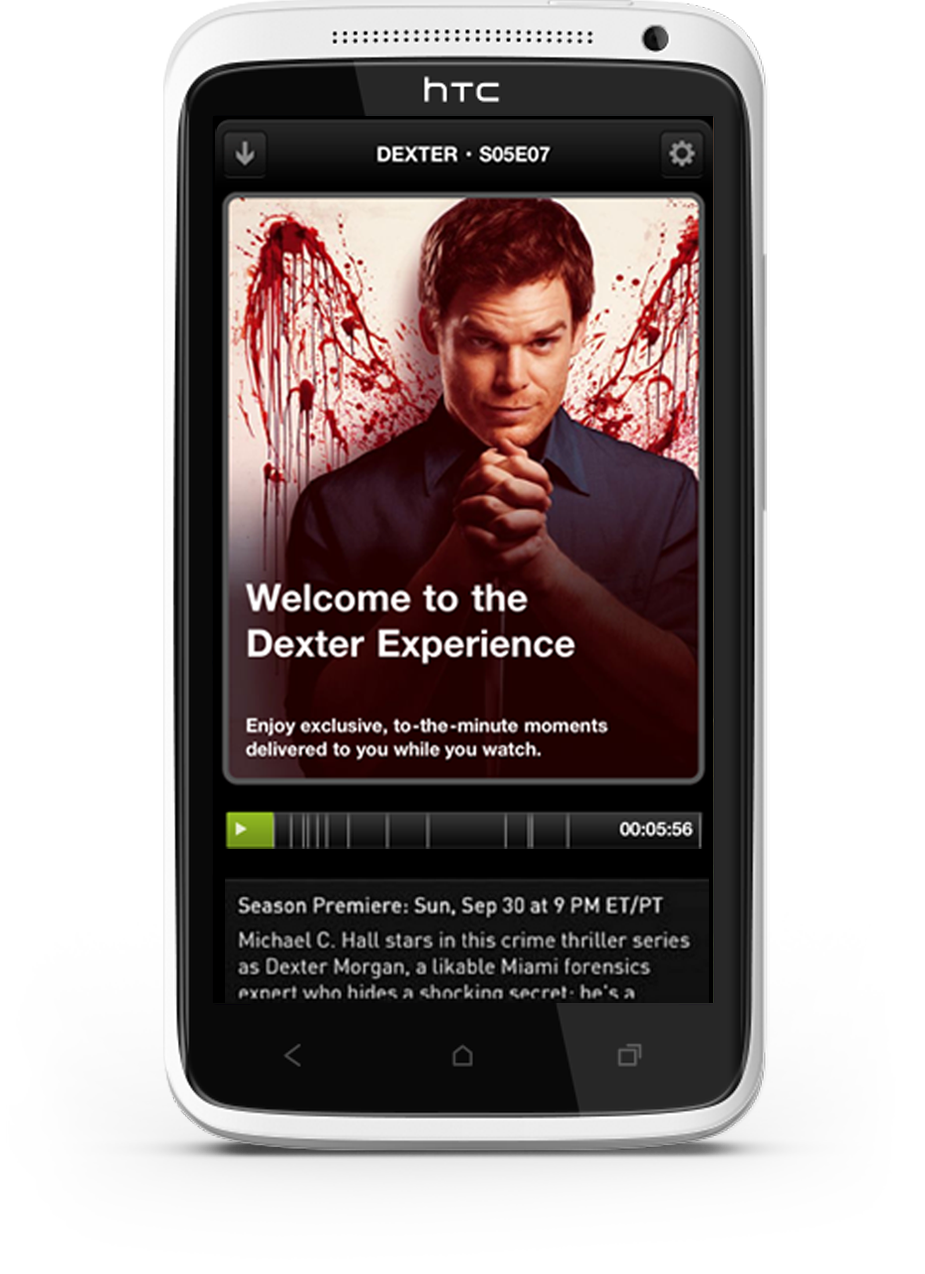 hTC
DEXTER · S05E07
Welcome to the
Dexter Experience
Enjoy exclusive, to-the-minute moments
delivered to you while you watch.
00:05:56
Season Premiere: Sun, Sep 30 at 9 PM ET/PT
Michael C. Hall stars in this crime thriller series
as Dexter Morgan, a likable Miami forensics
expert who hides a shocking secret: he's a